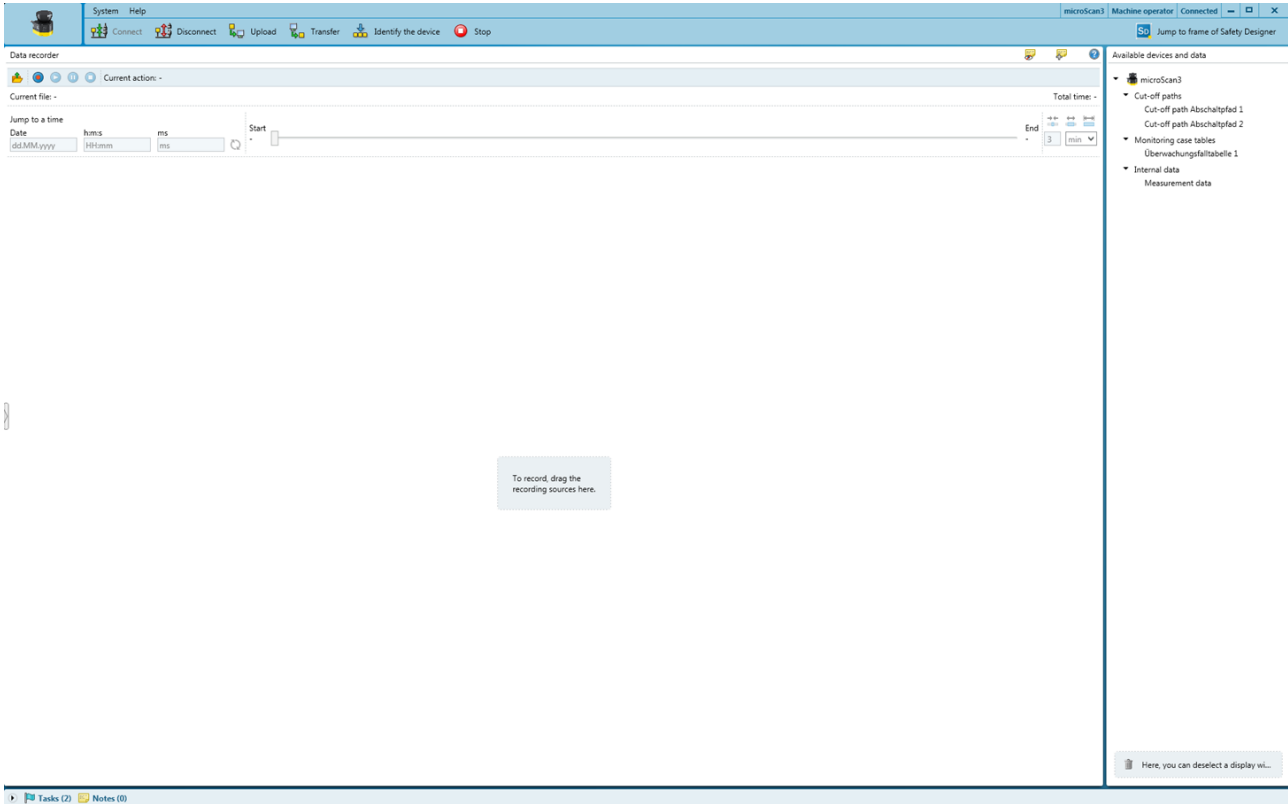 System Help
microScan3 Machine operator Connected
Connect Disconnect Upload Transfer Identify the device Stop
So Jump to frame of Safety Designer
Data recorder
?
Current action: -
Current file: -
Total time: -
Jump to a time
Date h:m:s ms
dd.MM.yyyy HH:mm ms
Start
-
End
-
3 min
To record, drag the
recording sources here.
Available devices and data
microScan3
Cut-off paths
Cut-off path Abschaltpfad 1
Cut-off path Abschaltpfad 2
Monitoring case tables
Überwachungsfalltabelle 1
Internal data
Measurement data
Here, you can deselect a display wi...
Tasks (2) Notes (0)